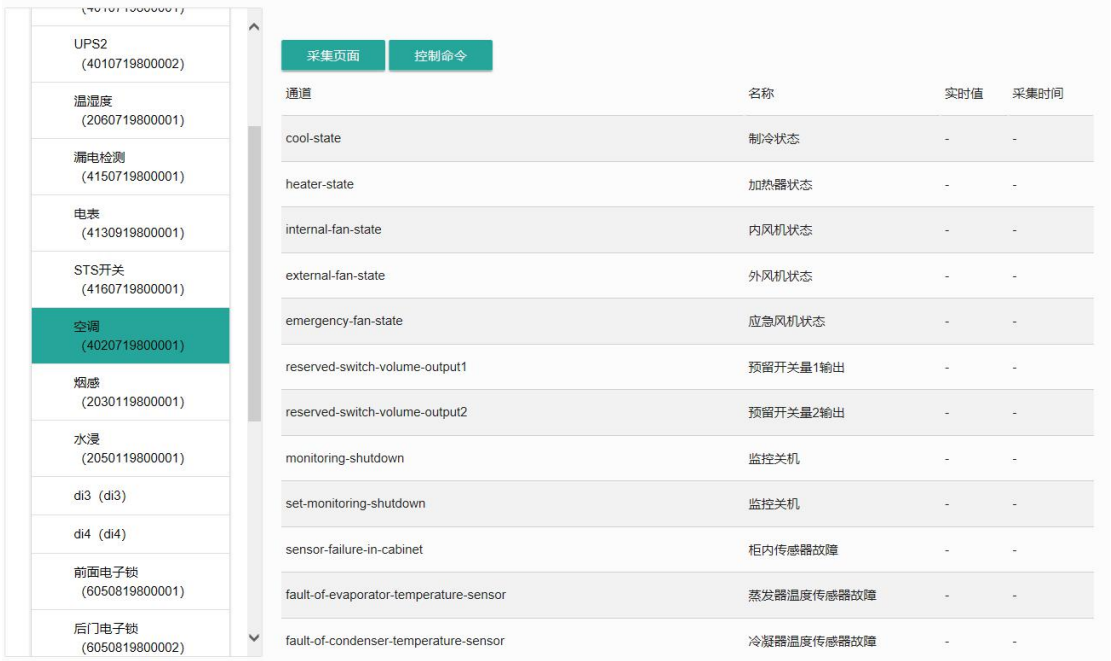 UPS2
(4010719800002)
温湿度
(2060719800001)
漏电检测
(4150719800001)
电表
(4130919800001)
STS开关
(4160719800001)
空调
(4020719800001)
烟感
(2030119800001)
水浸
(2050119800001)
di3 (di3)
di4 (di4)
前面电子锁
(6050819800001)
后门电子锁
(6050819800002)
采集页面 控制命令
通道 名称 实时值 采集时间
cool-state 制冷状态 - -
heater-state 加热器状态 - -
internal-fan-state 内风机状态 - -
external-fan-state 外风机状态 - -
emergency-fan-state 应急风机状态 - -
reserved-switch-volume-output1 预留开关量1输出 - -
reserved-switch-volume-output2 预留开关量2输出 - -
monitoring-shutdown 监控关机 - -
set-monitoring-shutdown 监控关机 - -
sensor-failure-in-cabinet 柜内传感器故障 - -
fault-of-evaporator-temperature-sensor 蒸发器温度传感器故障 - -
fault-of-condenser-temperature-sensor 冷凝器温度传感器故障 - -